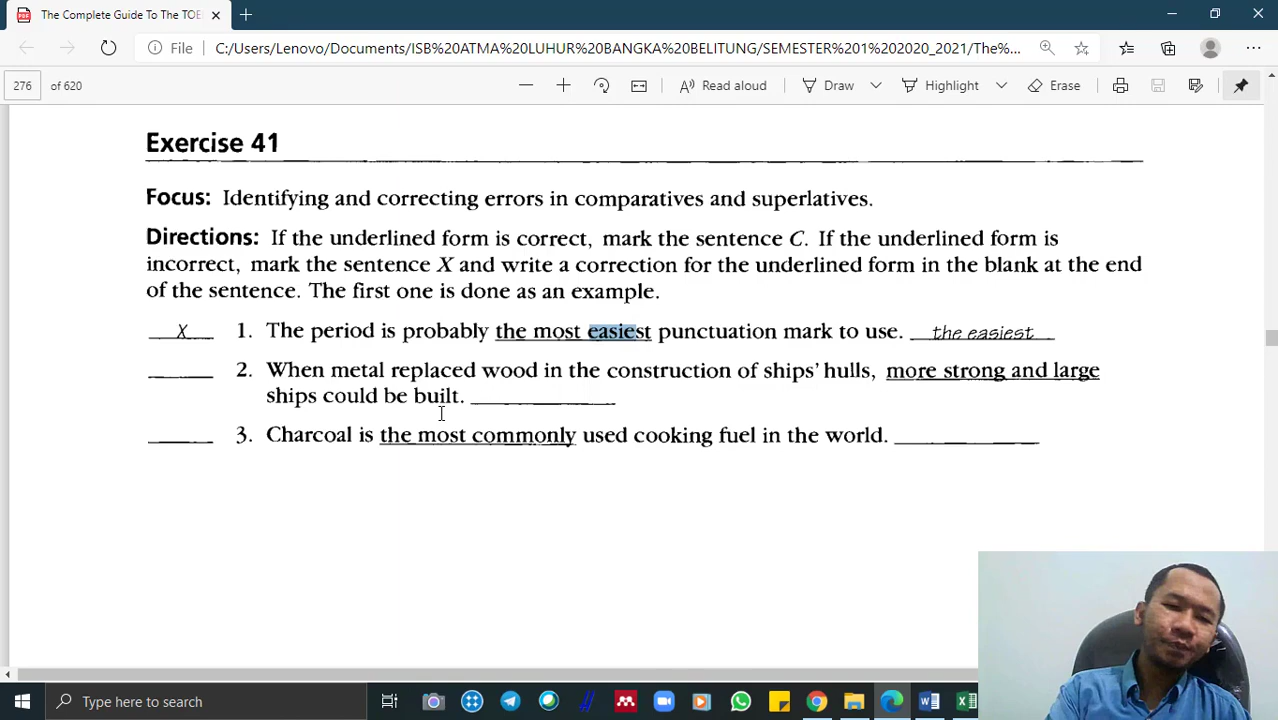 The Complete Guide To The TOE
File
C:/Users/Lenovo/Documents/ISB%20ATMA%20LUHUR%20BANGKA%20BELITUNG/SEMESTER%201%202020_2021/The%...
276 of 620
Read aloud
Draw
Highlight
Erase
Exercise 41
Focus: Identifying and correcting errors in comparatives and superlatives.
Directions: If the underlined form is correct, mark the sentence C. If the underlined form is
incorrect, mark the sentence X and write a correction for the underlined form in the blank at the end
of the sentence. The first one is done as an example.
X 1. The period is probably the most easiest punctuation mark to use. the easiest
2. When metal replaced wood in the construction of ships' hulls, more strong and large
ships could be built.
3. Charcoal is the most commonly used cooking fuel in the world.
Type here to search